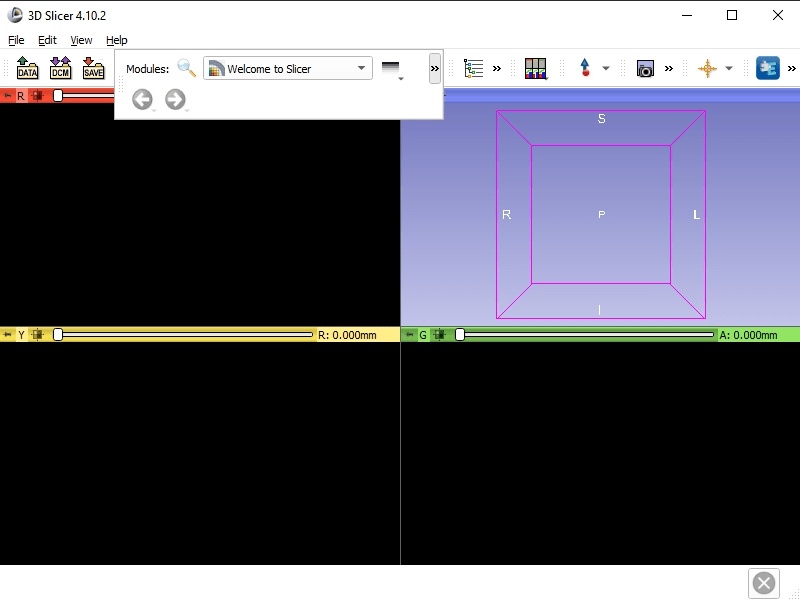 3D Slicer 4.10.2
File Edit View Help
DATA DCM SAVE Modules: Welcome to Slicer
R
S
R P L
I
Y R: 0.000mm G A: 0.000mm